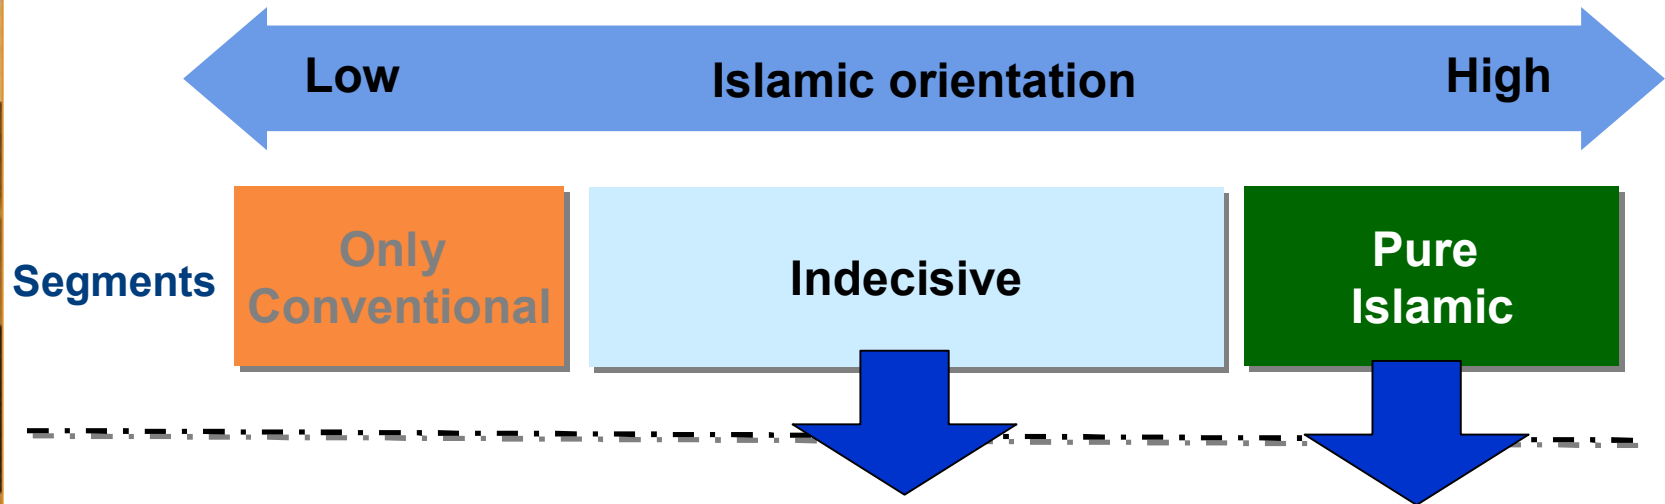 Low Islamic orientation High
Segments
Only
Conventional
Indecisive
Pure
Islamic